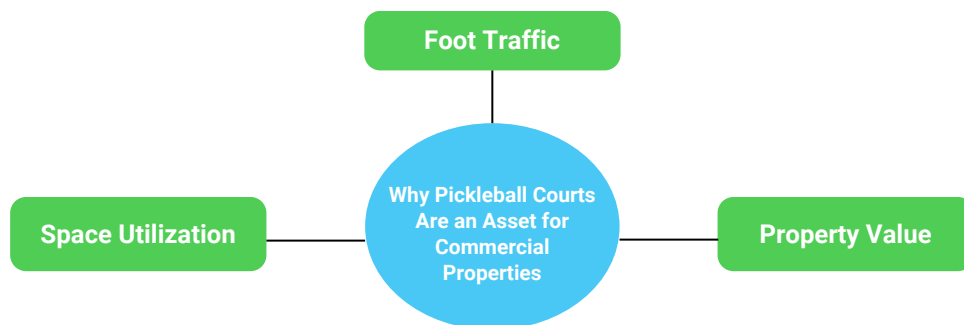 Foot Traffic
Why Pickleball Courts
Are an Asset for
Commercial
Properties
Space Utilization
Property Value